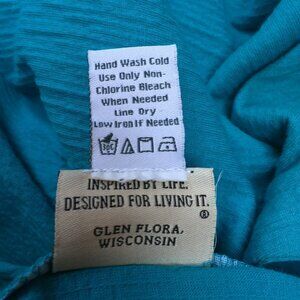 Hand Wash Cold
Use Only Non-
Chlorine Bleach
When Needed
Line Dry
Low Iron If Needed
INSPIRED BY LIFE.
DESIGNED FOR LIVING IT.
GLEN FLORA,
WISCONSIN